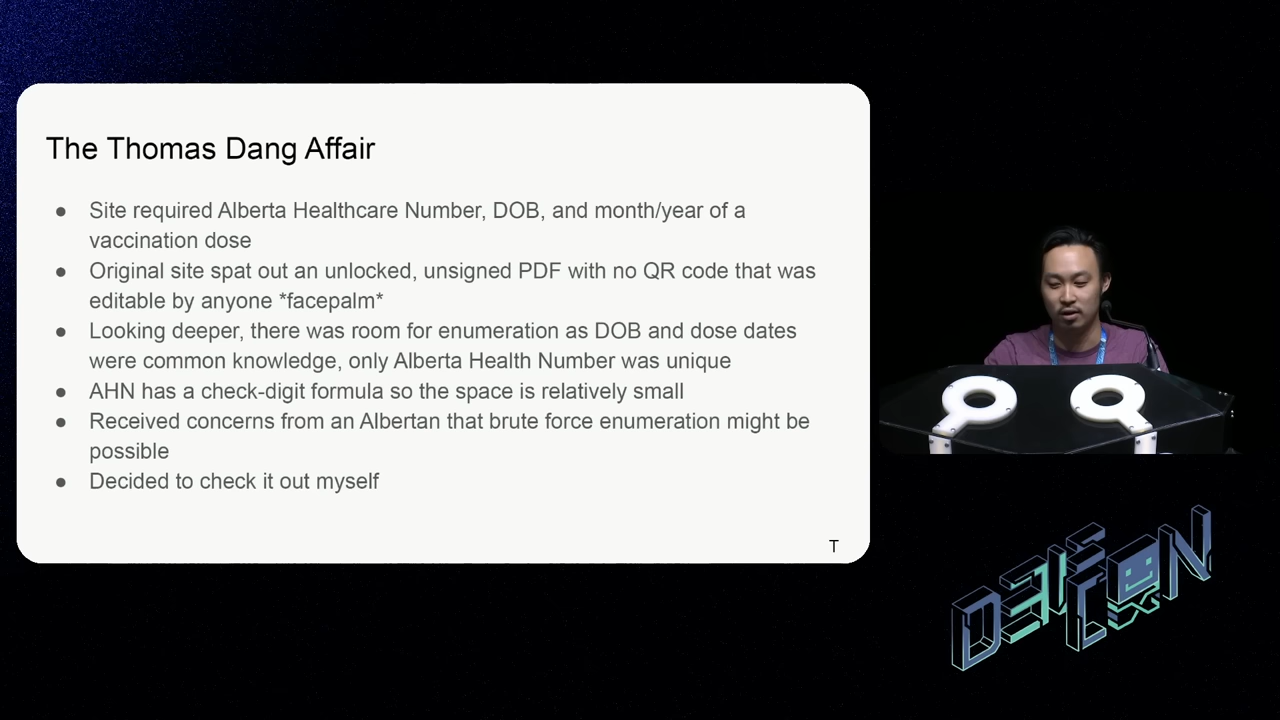 The Thomas Dang Affair
● Site required Alberta Healthcare Number, DOB, and month/year of a
vaccination dose
● Original site spat out an unlocked, unsigned PDF with no QR code that was
editable by anyone *facepalm*
● Looking deeper, there was room for enumeration as DOB and dose dates
were common knowledge, only Alberta Health Number was unique
● AHN has a check-digit formula so the space is relatively small
● Received concerns from an Albertan that brute force enumeration might be
possible
● Decided to check it out myself
T
DEF CON